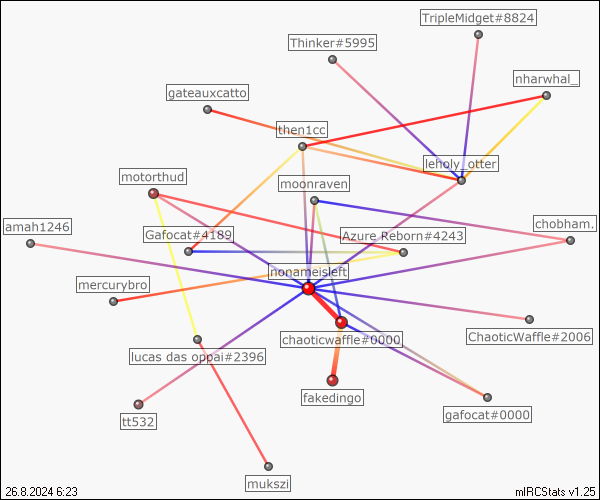 TripleMidget#8824
Thinker#5995
nharwhal_
gateauxcatto
then1cc
leholy_otter
motorthud
moonraven
amah1246
Gafocat#4189
Azure Reborn#4243
chobham.
nonameisleft
mercurybro
chaoticwaffle#0000
ChaoticWaffle#2006
lucas das oppai#2396
fakedingo
gafocat#0000
tt532
mukszi
26.8.2024 6:23
mIRCStats v1.25